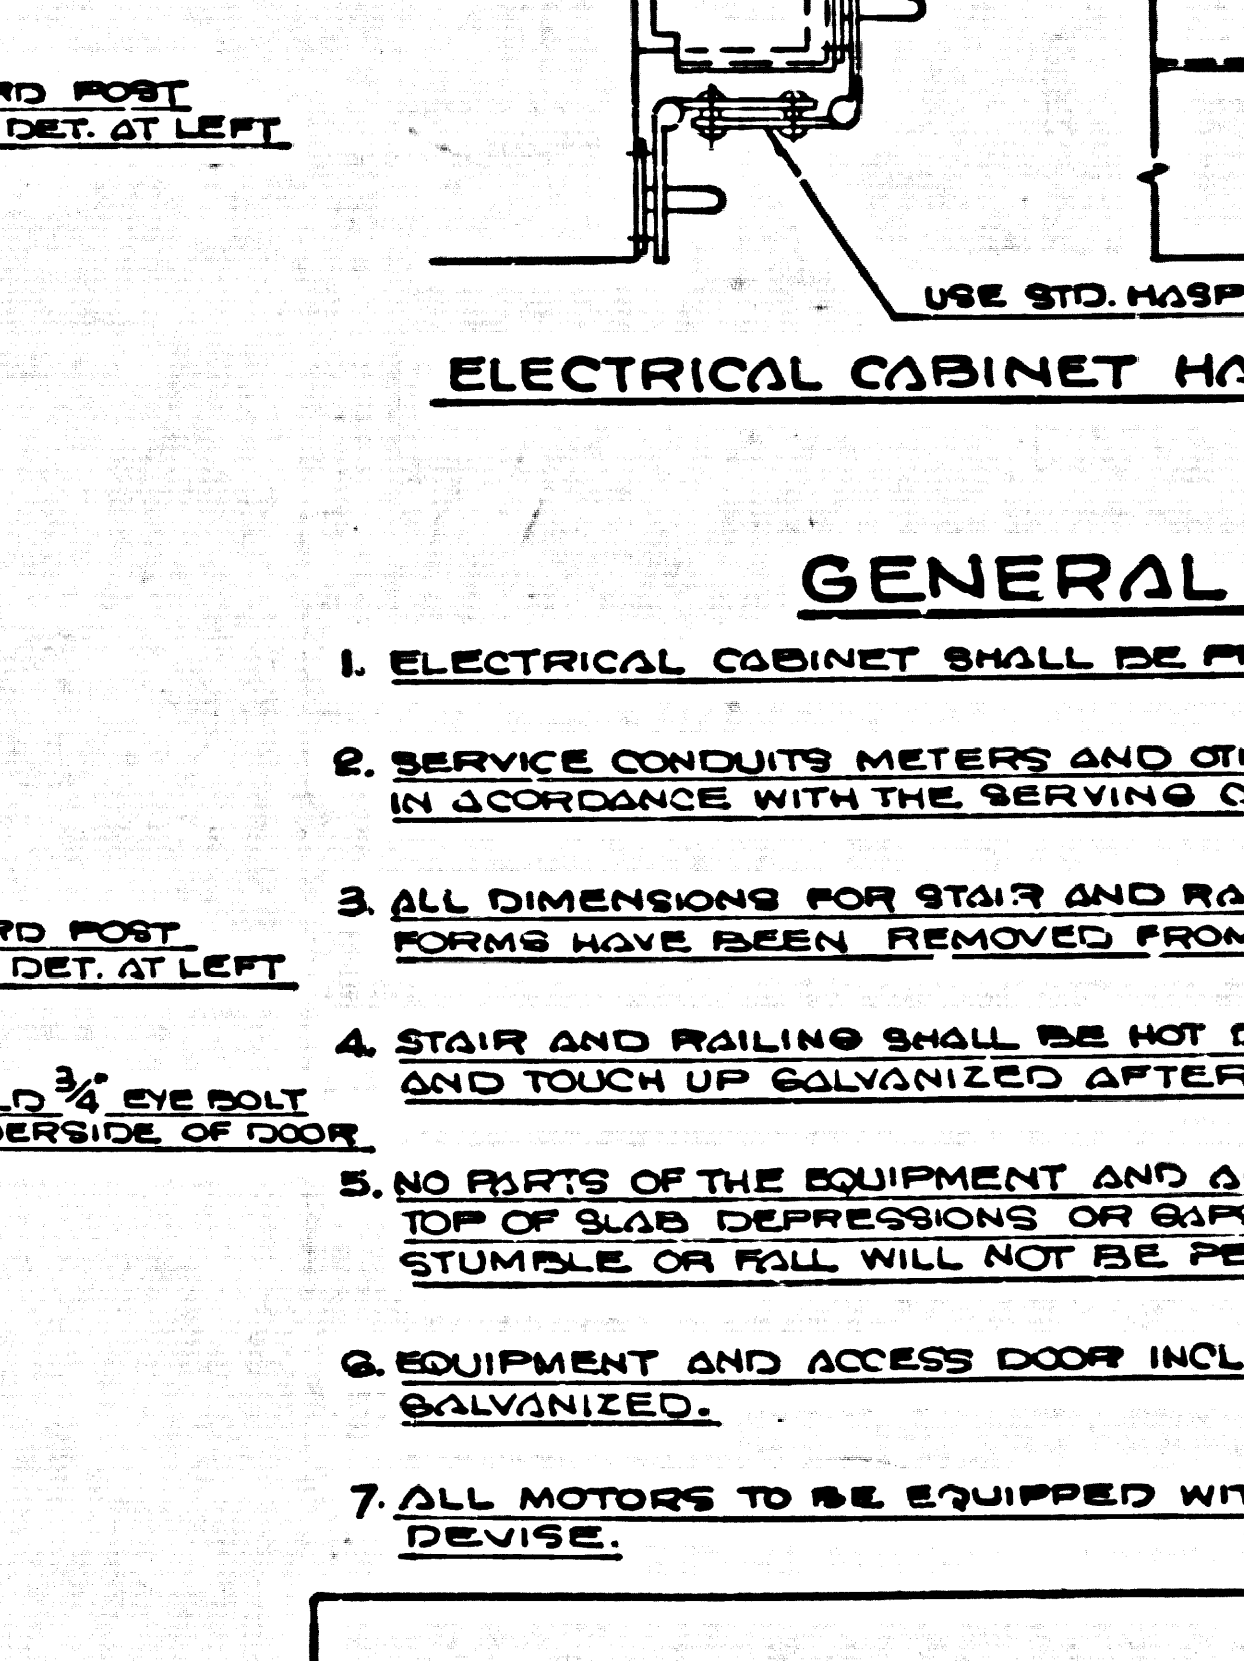 RD POST
DET. AT LEFT
USE STD. HASP
ELECTRICAL CABINET HA
GENERAL
1. ELECTRICAL CABINET SHALL BE
2. SERVICE CONDUITS METERS AND OT
IN ACORDANCE WITH THE SERVING
3. ALL DIMENSIONS FOR STAIR AND RA
FORMS HAVE BEEN REMOVED FROM
RD POST
DET. AT LEFT
4. STAIR AND RAILING SHALL BE HOT
AND TOUCH UP GALVANIZED AFTER
LD 3/4" EYE BOLT
DERSIDE OF DOOR
5. NO PARTS OF THE EQUIPMENT AND A
TOP OF SLAB DEPRESSIONS OR GAPS
STUMBLE OR FALL WILL NOT BE PE
6. EQUIPMENT AND ACCESS DOOR INCL
GALVANIZED.
7. ALL MOTORS TO BE EQUIPPED WIT
DEVISE.